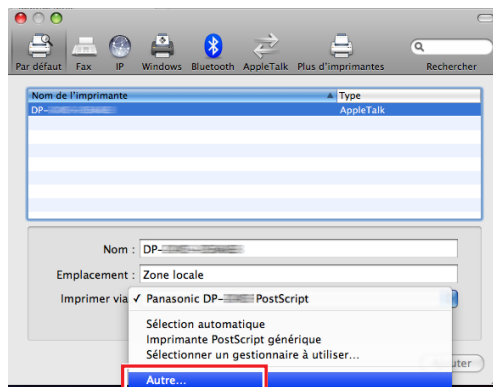 Par défaut Fax IP Windows Bluetooth AppleTalk Plus d'imprimantes Rechercher
Nom de l'imprimante Type
DP- AppleTalk
Nom : DP-
Emplacement : Zone locale
Imprimer via ✓ Panasonic DP- PostScript
Sélection automatique
Imprimante PostScript générique
Sélectionner un gestionnaire à utiliser...
Autre...